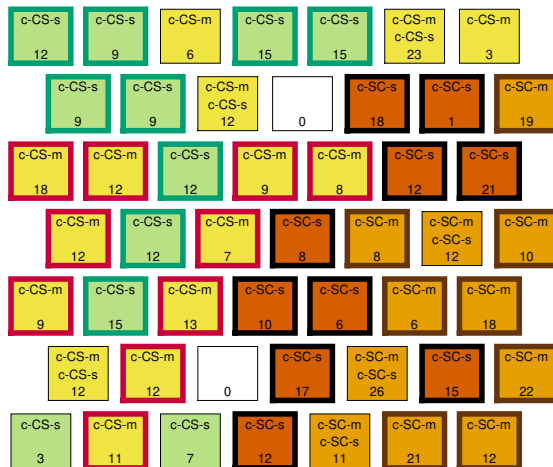 c-CS-s c-CS-s c-CS-m c-CS-s c-CS-s c-CS-m c-CS-m
c-CS-s
12 9 6 15 15 23 3
c-CS-s c-CS-s c-CS-m c-SC-s c-SC-s c-SC-m
c-CS-s
9 9 12 0 18 1 19
c-CS-m c-CS-m c-CS-s c-CS-m c-CS-m c-SC-s c-SC-s
18 12 12 9 8 12 21
c-CS-m c-CS-s c-CS-m c-SC-s c-SC-m c-SC-m c-SC-m
c-SC-s
12 12 7 8 8 12 10
c-CS-m c-CS-s c-CS-m c-SC-s c-SC-s c-SC-m c-SC-m
9 15 13 10 6 6 18
c-CS-m c-CS-m c-SC-s c-SC-m c-SC-s c-SC-m
c-CS-s c-SC-s
12 12 0 17 26 15 22
c-CS-s c-CS-m c-CS-s c-SC-s c-SC-m c-SC-m c-SC-m
c-SC-s
3 11 7 12 11 21 12